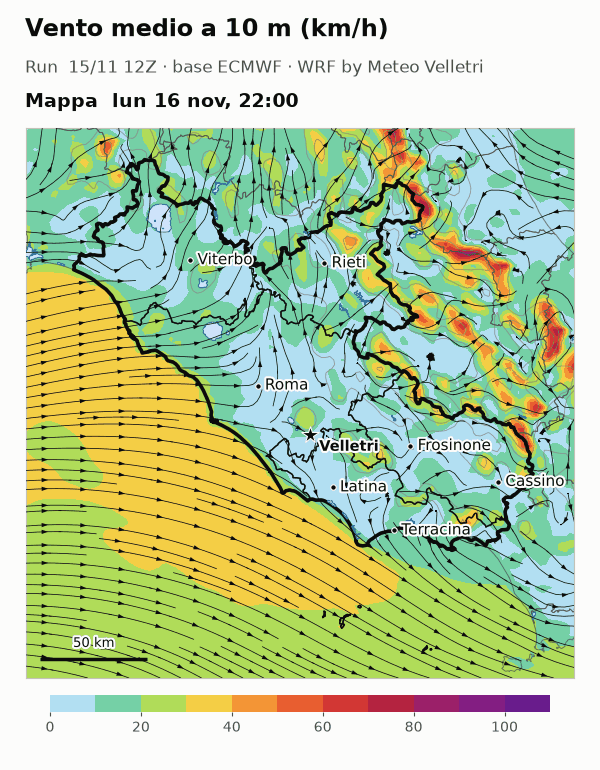 Vento medio a 10 m (km/h)
Run  15/11 12Z · base ECMWF · WRF by Meteo Velletri
Mappa  lun 16 nov, 22:00
Viterbo
Rieti
Roma
Velletri
Frosinone
Latina
Cassino
Terracina
50 km
0 20 40 60 80 100